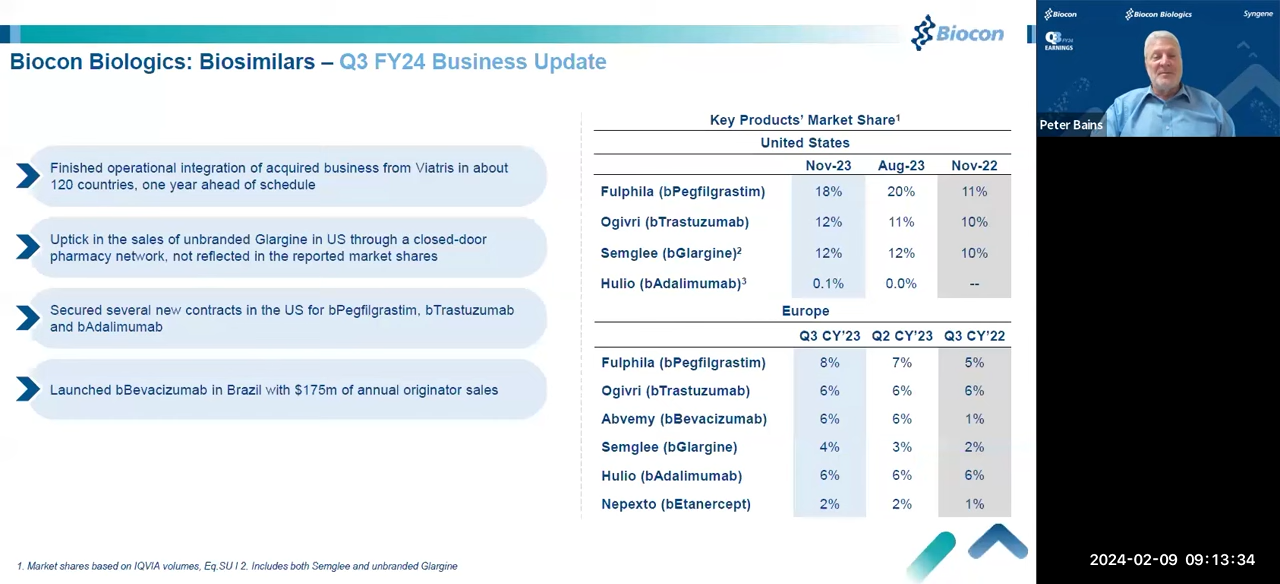 Biocon
Biocon Biologics: Biosimilars – Q3 FY24 Business Update
Finished operational integration of acquired business from Viatris in about
120 countries, one year ahead of schedule
Uptick in the sales of unbranded Glargine in US through a closed-door
pharmacy network, not reflected in the reported market shares
Secured several new contracts in the US for bPegfilgrastim, bTrastuzumab
and bAdalimumab
Launched bBevacizumab in Brazil with $175m of annual originator sales
Key Products' Market Share¹
United States
Nov-23 Aug-23 Nov-22
Fulphila (bPegfilgrastim) 18% 20% 11%
Ogivri (bTrastuzumab) 12% 11% 10%
Semglee (bGlargine)² 12% 12% 10%
Hulio (bAdalimumab)³ 0.1% 0.0% --
Europe
Q3 CY'23 Q2 CY'23 Q3 CY'22
Fulphila (bPegfilgrastim) 8% 7% 5%
Ogivri (bTrastuzumab) 6% 6% 6%
Abvemy (bBevacizumab) 6% 6% 1%
Semglee (bGlargine) 4% 3% 2%
Hulio (bAdalimumab) 6% 6% 6%
Nepexto (bEtanercept) 2% 2% 1%
1. Market shares based on IQVIA volumes, Eq.SU I 2. Includes both Semglee and unbranded Glargine
Biocon Biocon Biologics Syngene
Q3 FY24
EARNINGS
Peter Bains
2024-02-09 09:13:34